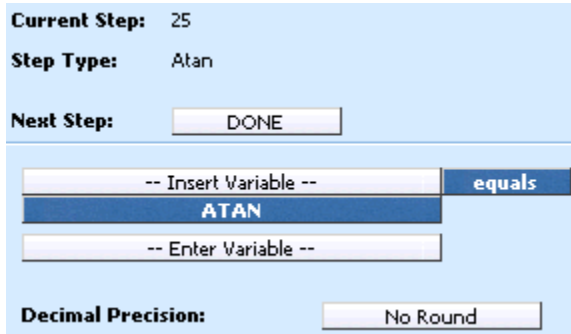 Current Step: 25
Step Type: Atan
Next Step: DONE
-- Insert Variable -- equals
ATAN
-- Enter Variable --
Decimal Precision: No Round